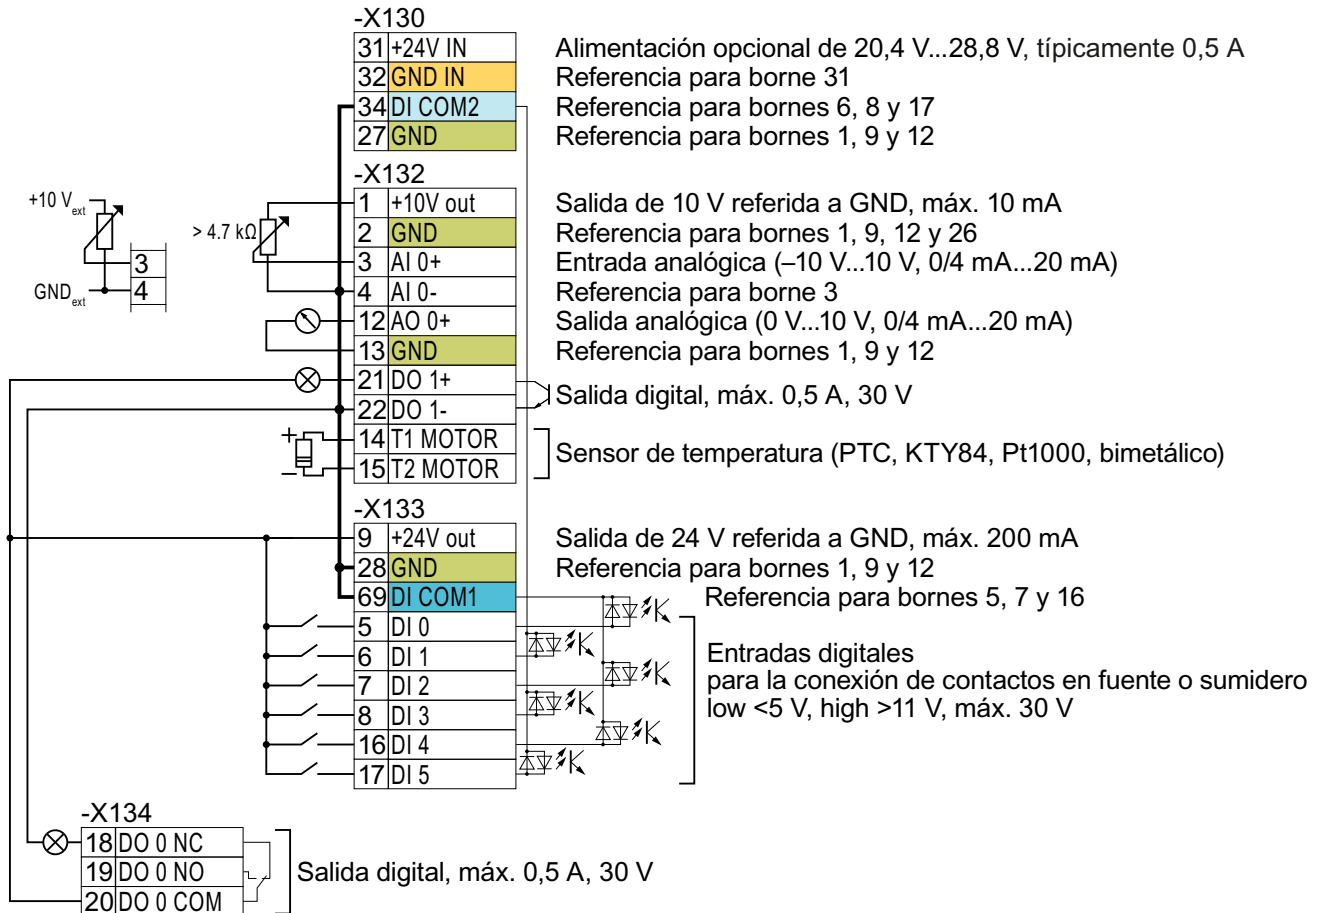 -X130
31 +24V IN Alimentación opcional de 20,4 V...28,8 V, típicamente 0,5 A
32 GND IN Referencia para borne 31
34 DI COM2 Referencia para bornes 6, 8 y 17
27 GND Referencia para bornes 1, 9 y 12
-X132
1 +10V out Salida de 10 V referida a GND, máx. 10 mA
2 GND Referencia para bornes 1, 9, 12 y 26
3 AI 0+ Entrada analógica (–10 V...10 V, 0/4 mA...20 mA)
4 AI 0- Referencia para borne 3
12 AO 0+ Salida analógica (0 V...10 V, 0/4 mA...20 mA)
13 GND Referencia para bornes 1, 9 y 12
21 DO 1+
22 DO 1-
Salida digital, máx. 0,5 A, 30 V
14 T1 MOTOR
15 T2 MOTOR
Sensor de temperatura (PTC, KTY84, Pt1000, bimetálico)
+10 V ext
3
GND ext
4
> 4.7 kΩ
+
–
-X133
9 +24V out Salida de 24 V referida a GND, máx. 200 mA
28 GND Referencia para bornes 1, 9 y 12
69 DI COM1 Referencia para bornes 5, 7 y 16
5 DI 0
6 DI 1
7 DI 2
8 DI 3
16 DI 4
17 DI 5
Entradas digitales
para la conexión de contactos en fuente o sumidero
low <5 V, high >11 V, máx. 30 V
-X134
18 DO 0 NC
19 DO 0 NO
20 DO 0 COM
Salida digital, máx. 0,5 A, 30 V